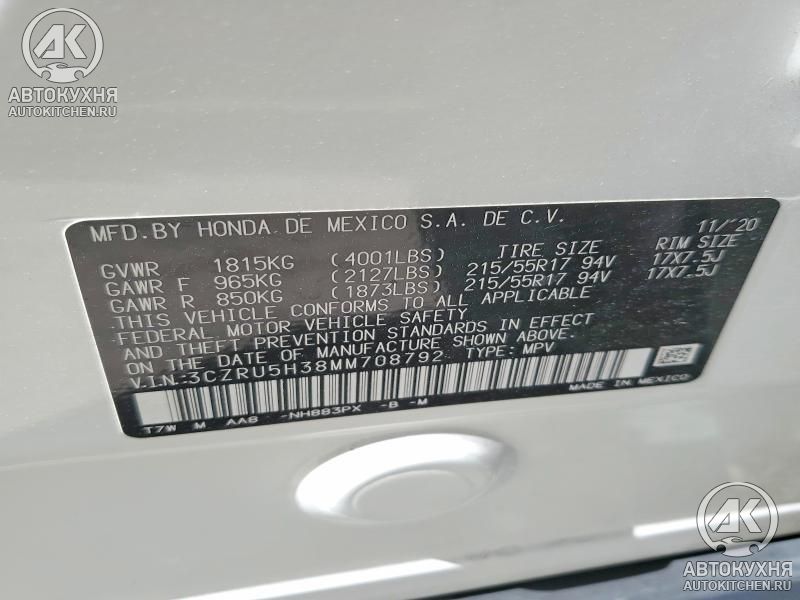 AK
АВТОКУХНЯ
AUTOKITCHEN.RU
MFD.BY HONDA DE MEXICO S.A. DE C.V. 11/'20
GVWR 1815KG (4001LBS) TIRE SIZE RIM SIZE
GAWR F 965KG (2127LBS) 215/55R17 94V 17X7.5J
GAWR R 850KG (1873LBS) 215/55R17 94V 17X7.5J
THIS VEHICLE CONFORMS TO ALL APPLICABLE
FEDERAL MOTOR VEHICLE SAFETY
AND THEFT PREVENTION STANDARDS IN EFFECT
ON THE DATE OF MANUFACTURE SHOWN ABOVE.
V.I.N:3CZRU5H38MM708792 TYPE: MPV
MADE IN MEXICO
T7W M AA8 -NH883PX -B -M
AK
АВТОКУХНЯ
AUTOKITCHEN.RU